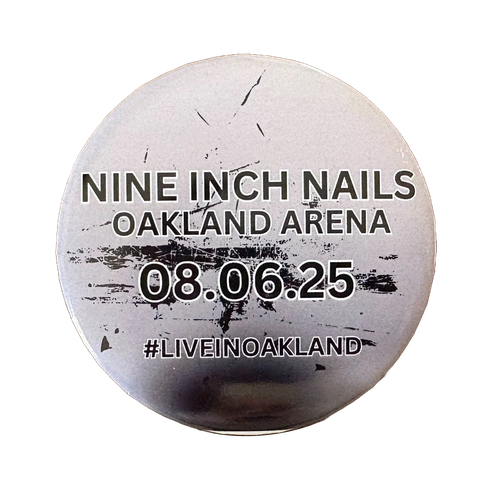 NINE INCH NAILS
OAKLAND ARENA
08.06.25
#LIVEINOAKLAND